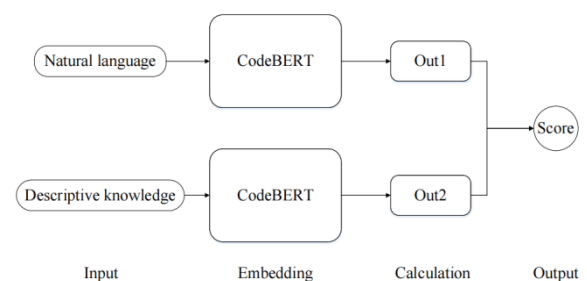 Natural language
CodeBERT
Out1
Score
Descriptive knowledge
CodeBERT
Out2
Input
Embedding
Calculation
Output